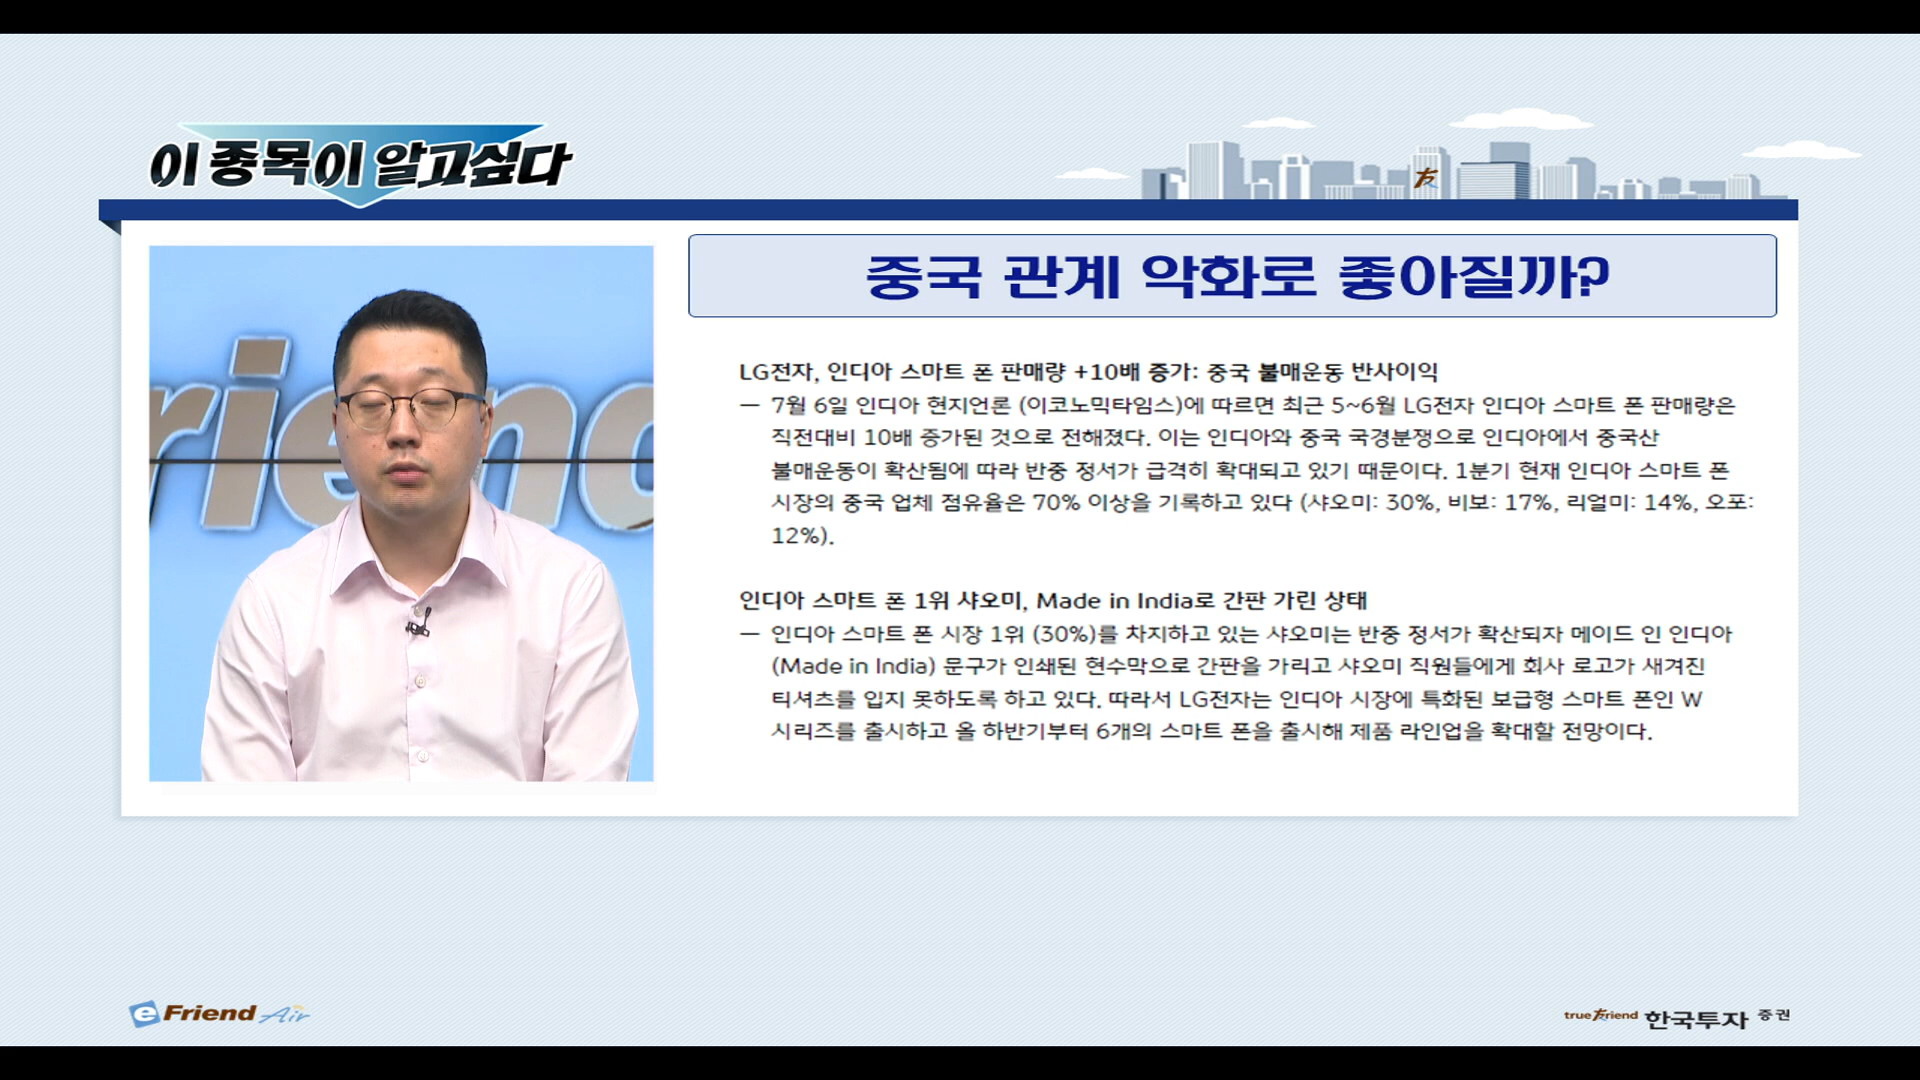 이 종목이 알고싶다
友
중국 관계 악화로 좋아질까?
riend
LG전자, 인디아 스마트 폰 판매량 +10배 증가: 중국 불매운동 반사이익
– 7월 6일 인디아 현지언론 (이코노믹타임스)에 따르면 최근 5~6월 LG전자 인디아 스마트 폰 판매량은
직전대비 10배 증가된 것으로 전해졌다. 이는 인디아와 중국 국경분쟁으로 인디아에서 중국산
불매운동이 확산됨에 따라 반중 정서가 급격히 확대되고 있기 때문이다. 1분기 현재 인디아 스마트 폰
시장의 중국 업체 점유율은 70% 이상을 기록하고 있다 (샤오미: 30%, 비보: 17%, 리얼미: 14%, 오포:
12%).
인디아 스마트 폰 1위 샤오미, Made in India로 간판 가린 상태
– 인디아 스마트 폰 시장 1위 (30%)를 차지하고 있는 샤오미는 반중 정서가 확산되자 메이드 인 인디아
(Made in India) 문구가 인쇄된 현수막으로 간판을 가리고 샤오미 직원들에게 회사 로고가 새겨진
티셔츠를 입지 못하도록 하고 있다. 따라서 LG전자는 인디아 시장에 특화된 보급형 스마트 폰인 W
시리즈를 출시하고 올 하반기부터 6개의 스마트 폰을 출시해 제품 라인업을 확대할 전망이다.
e Friend Air
true友riend 한국투자 증권